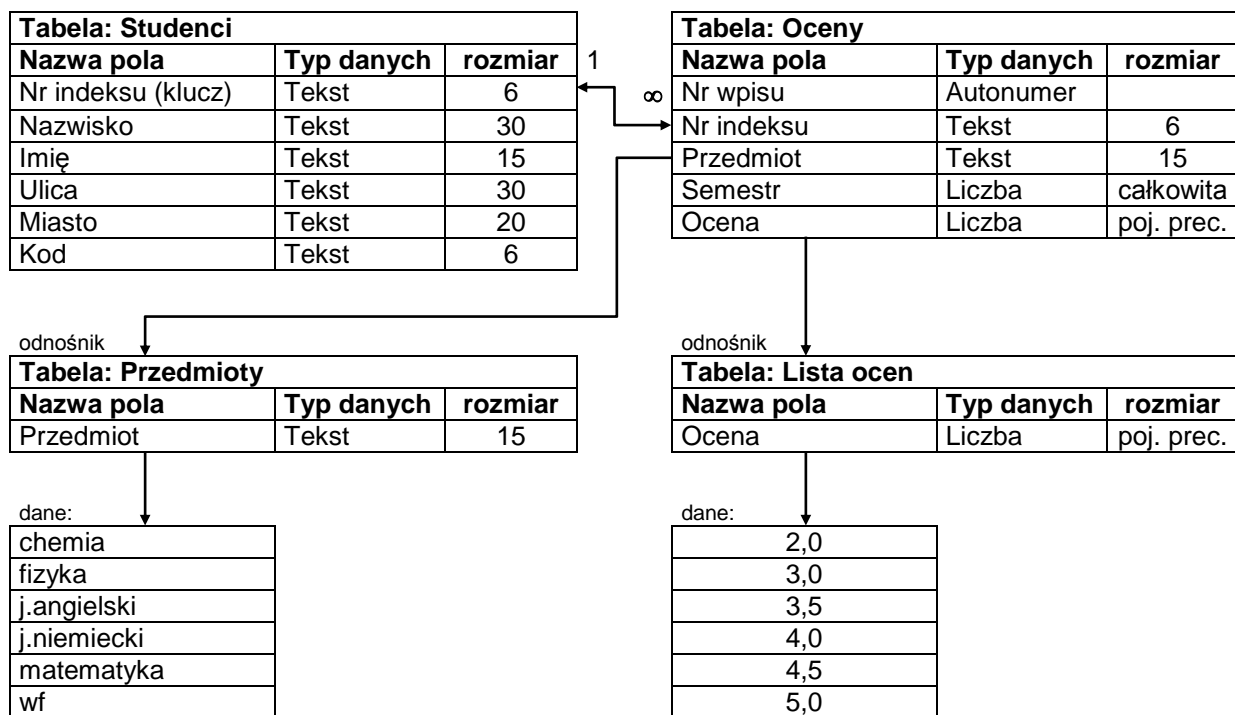 Tabela: Studenci
Nazwa pola Typ danych rozmiar
Nr indeksu (klucz) Tekst 6
Nazwisko Tekst 30
Imię Tekst 15
Ulica Tekst 30
Miasto Tekst 20
Kod Tekst 6
1
∞
Tabela: Oceny
Nazwa pola Typ danych rozmiar
Nr wpisu Autonumer
Nr indeksu Tekst 6
Przedmiot Tekst 15
Semestr Liczba całkowita
Ocena Liczba poj. prec.
odnośnik
Tabela: Przedmioty
Nazwa pola Typ danych rozmiar
Przedmiot Tekst 15
odnośnik
Tabela: Lista ocen
Nazwa pola Typ danych rozmiar
Ocena Liczba poj. prec.
dane:
chemia
fizyka
j.angielski
j.niemiecki
matematyka
wf
dane:
2,0
3,0
3,5
4,0
4,5
5,0